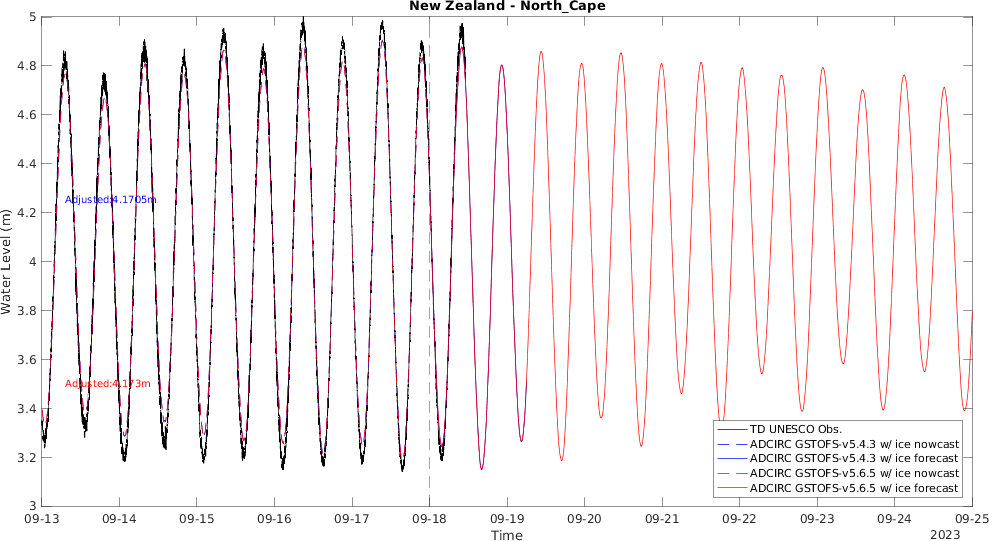 New Zealand - North_Cape
5
4.8
4.6
4.4
4.2
4
3.8
3.6
3.4
3.2
3
Water Level (m)
Adjusted:4.1705m
Adjusted:4.173m
TD UNESCO Obs.
ADCIRC GSTOFS-v5.4.3 w/ ice nowcast
ADCIRC GSTOFS-v5.4.3 w/ ice forecast
ADCIRC GSTOFS-v5.6.5 w/ ice nowcast
ADCIRC GSTOFS-v5.6.5 w/ ice forecast
09-13 09-14 09-15 09-16 09-17 09-18 09-19 09-20 09-21 09-22 09-23 09-24 09-25
Time
2023